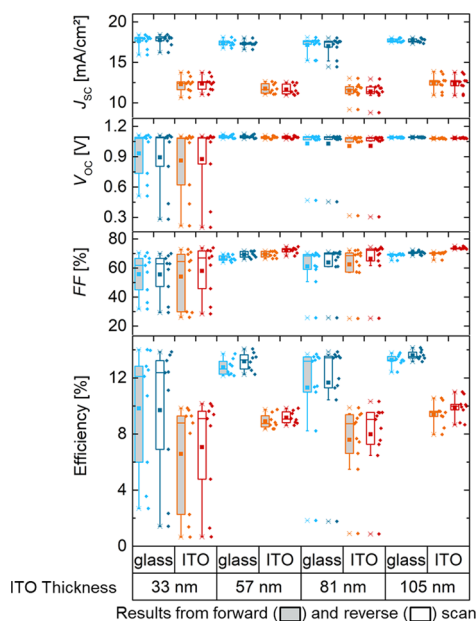 20
15
10
J_SC [mA/cm²]
1.2
0.9
0.6
0.3
V_OC [V]
80
60
40
20
FF [%]
12
8
4
0
Efficiency [%]
glass ITO glass ITO glass ITO glass ITO
ITO Thickness 33 nm 57 nm 81 nm 105 nm
Results from forward ( ) and reverse ( ) scan